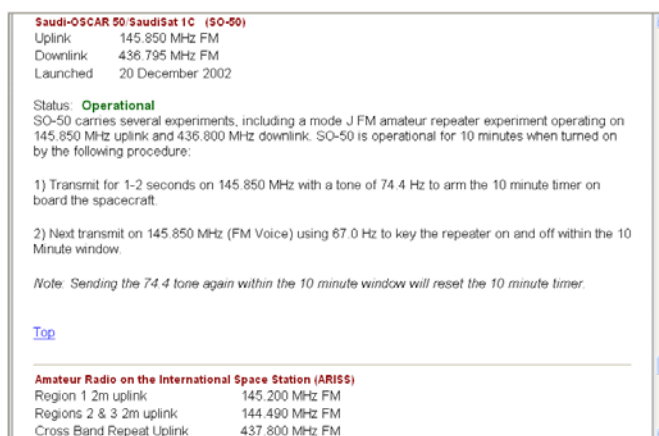 Saudi-OSCAR 50/SaudiSat 1C (SO-50)
Uplink 145.850 MHz FM
Downlink 436.795 MHz FM
Launched 20 December 2002
Status: Operational
SO-50 carries several experiments, including a mode J FM amateur repeater experiment operating on
145.850 MHz uplink and 436.800 MHz downlink. SO-50 is operational for 10 minutes when turned on
by the following procedure:
1) Transmit for 1-2 seconds on 145.850 MHz with a tone of 74.4 Hz to arm the 10 minute timer on
board the spacecraft.
2) Next transmit on 145.850 MHz (FM Voice) using 67.0 Hz to key the repeater on and off within the 10
Minute window.
Note: Sending the 74.4 tone again within the 10 minute window will reset the 10 minute timer.
Top
Amateur Radio on the International Space Station (ARISS)
Region 1 2m uplink 145.200 MHz FM
Regions 2 & 3 2m uplink 144.490 MHz FM
Cross Band Repeat Uplink 437.800 MHz FM